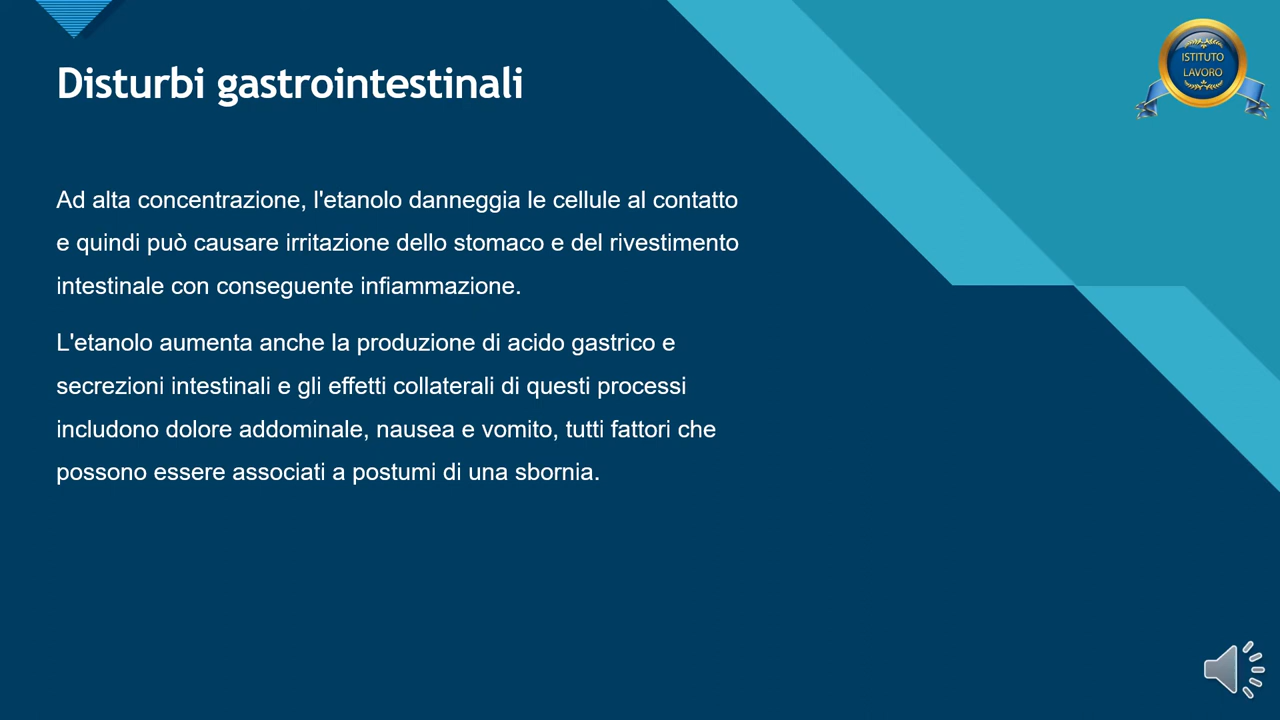 Disturbi gastrointestinali
ISTITUTO
LAVORO
Ad alta concentrazione, l'etanolo danneggia le cellule al contatto
e quindi può causare irritazione dello stomaco e del rivestimento
intestinale con conseguente infiammazione.
L'etanolo aumenta anche la produzione di acido gastrico e
secrezioni intestinali e gli effetti collaterali di questi processi
includono dolore addominale, nausea e vomito, tutti fattori che
possono essere associati a postumi di una sbornia.